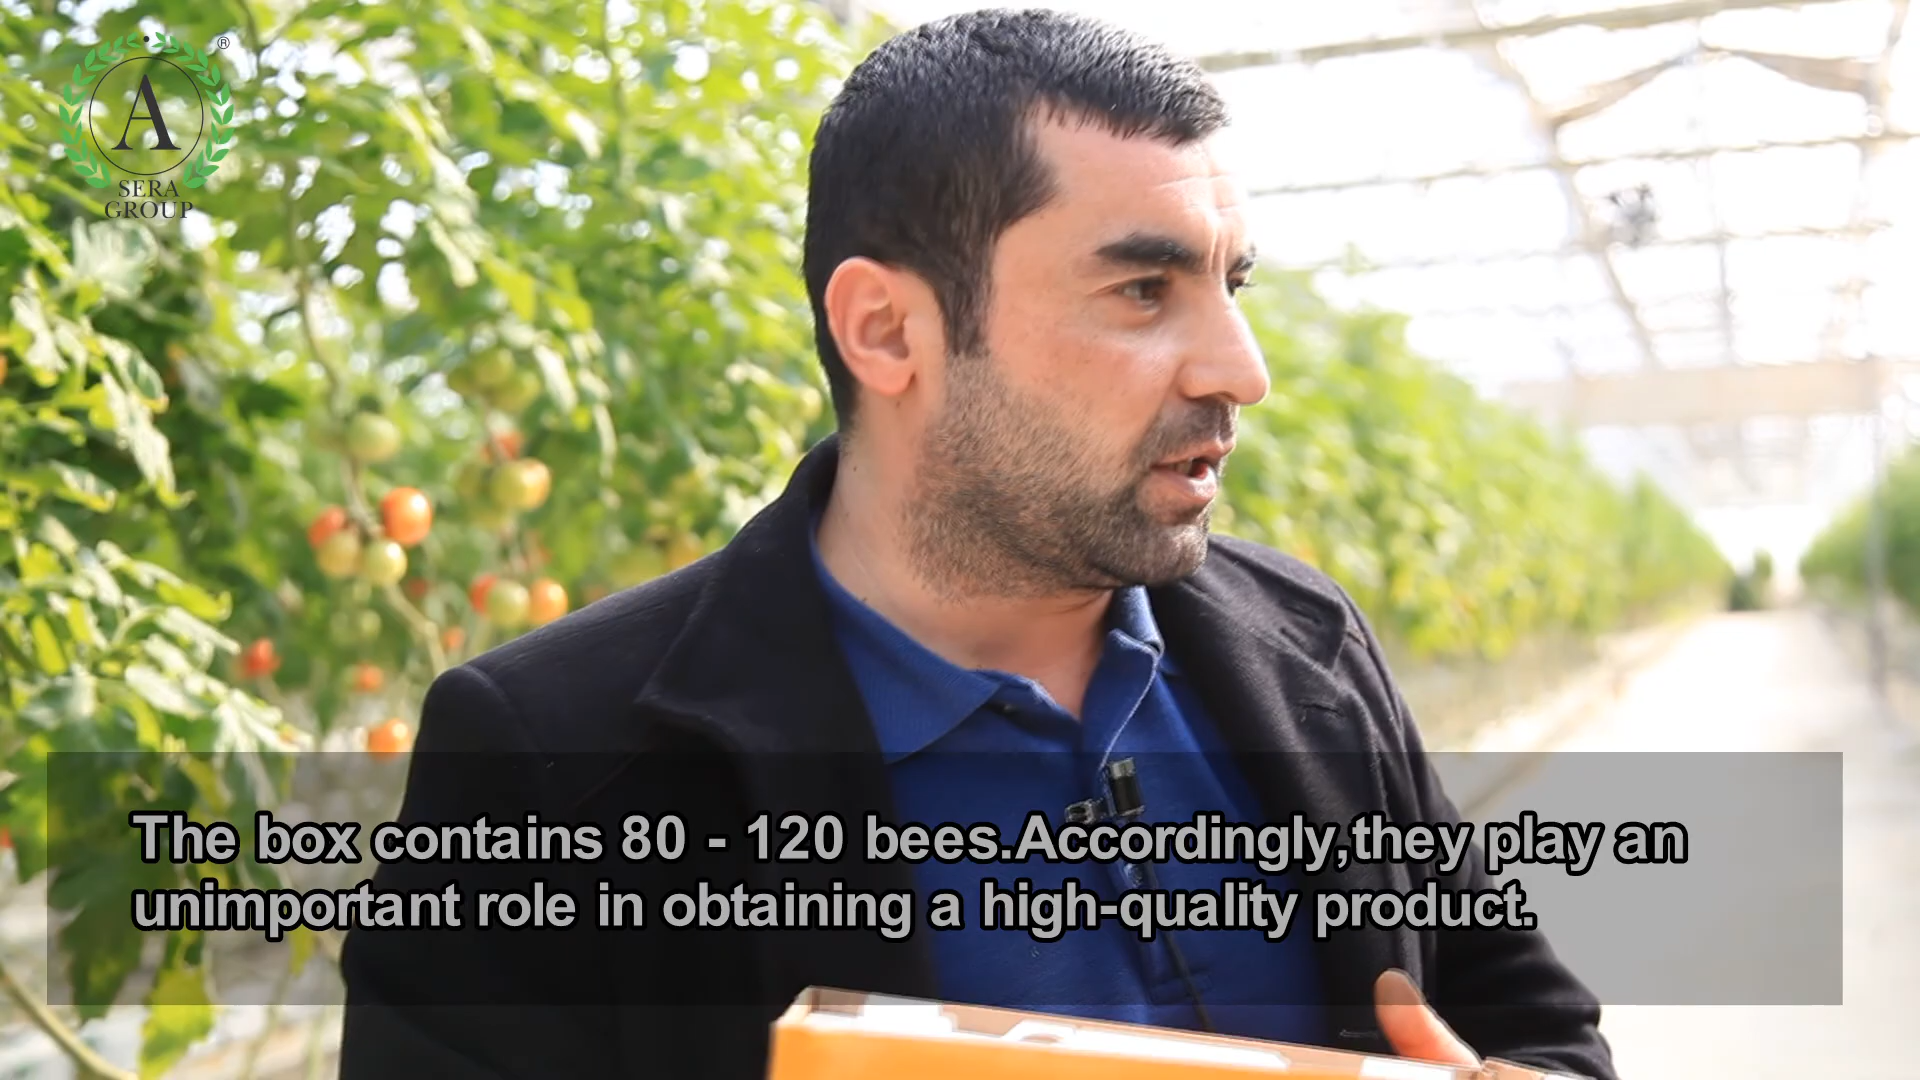 Å
®
SERA
GROUP
The box contains 80 - 120 bees.Accordingly,they play an
unimportant role in obtaining a high-quality product.